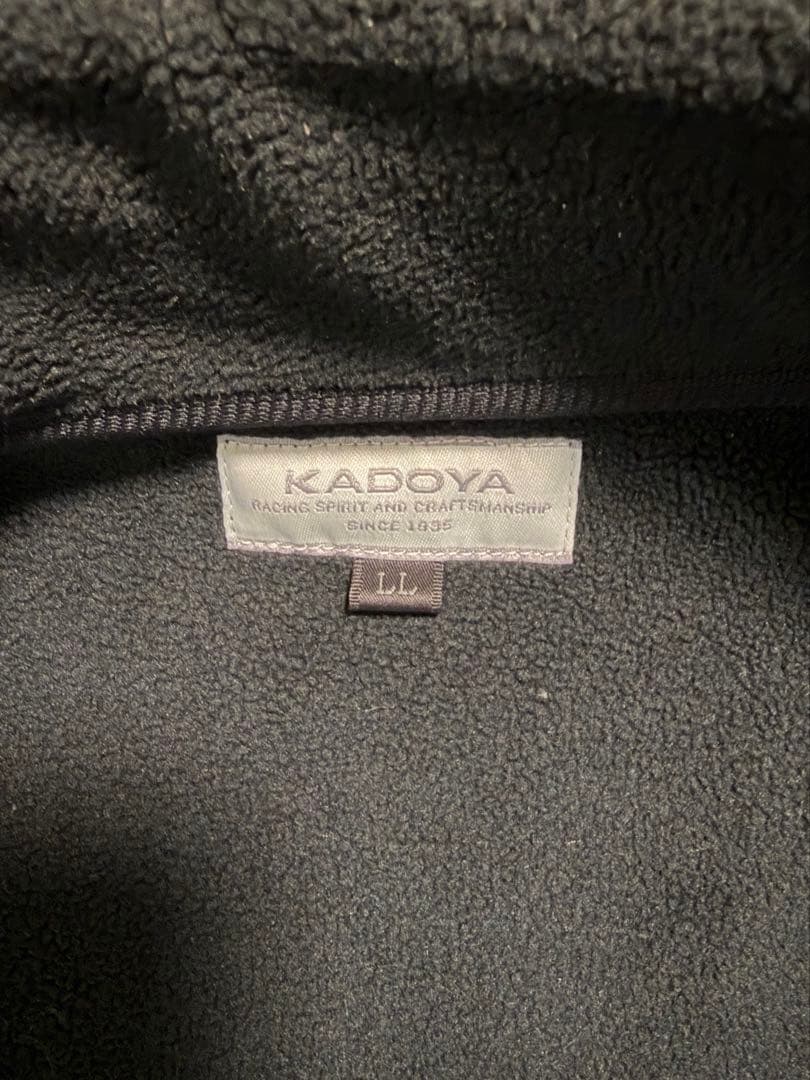 KADOYA
RACING SPIRIT AND CRAFTSMANSHIP
SINCE 1935
LL